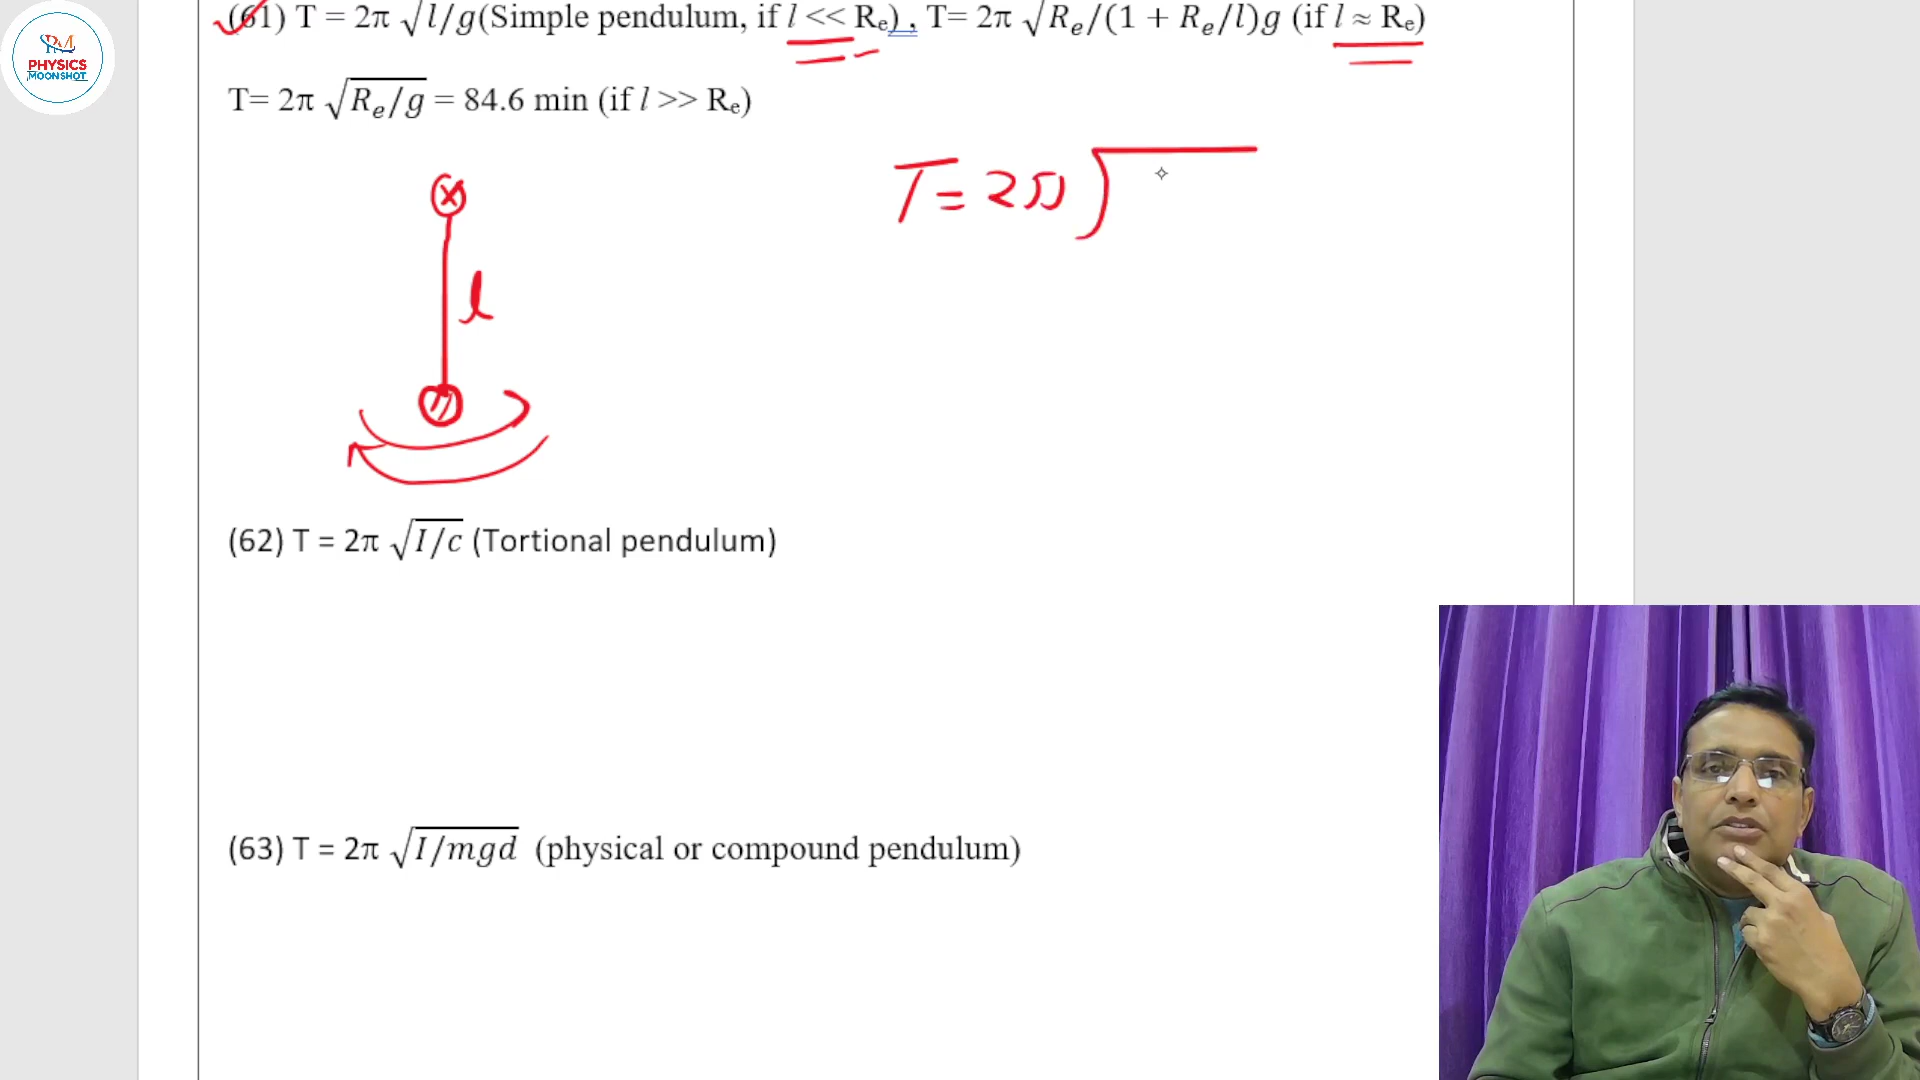 PHYSICS
MOONSHOT
(61) T = 2π √l/g(Simple pendulum, if l << Rₑ) , T= 2π √Rₑ/(1 + Rₑ/l)g (if l ≈ Rₑ)
T= 2π √Rₑ/g = 84.6 min (if l >> Rₑ)
T = 2π √
l
(62) T = 2π √I/c (Tortional pendulum)
(63) T = 2π √I/mgd (physical or compound pendulum)